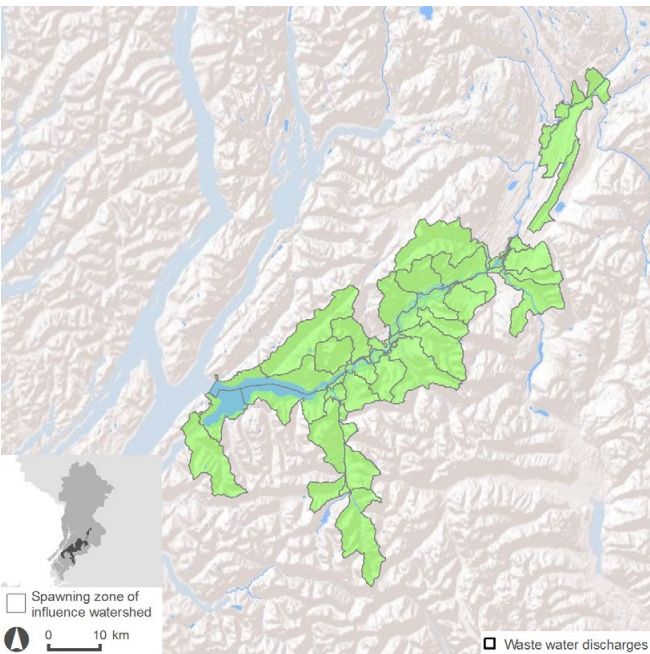 Spawning zone of
influence watershed
0 10 km
Waste water discharges